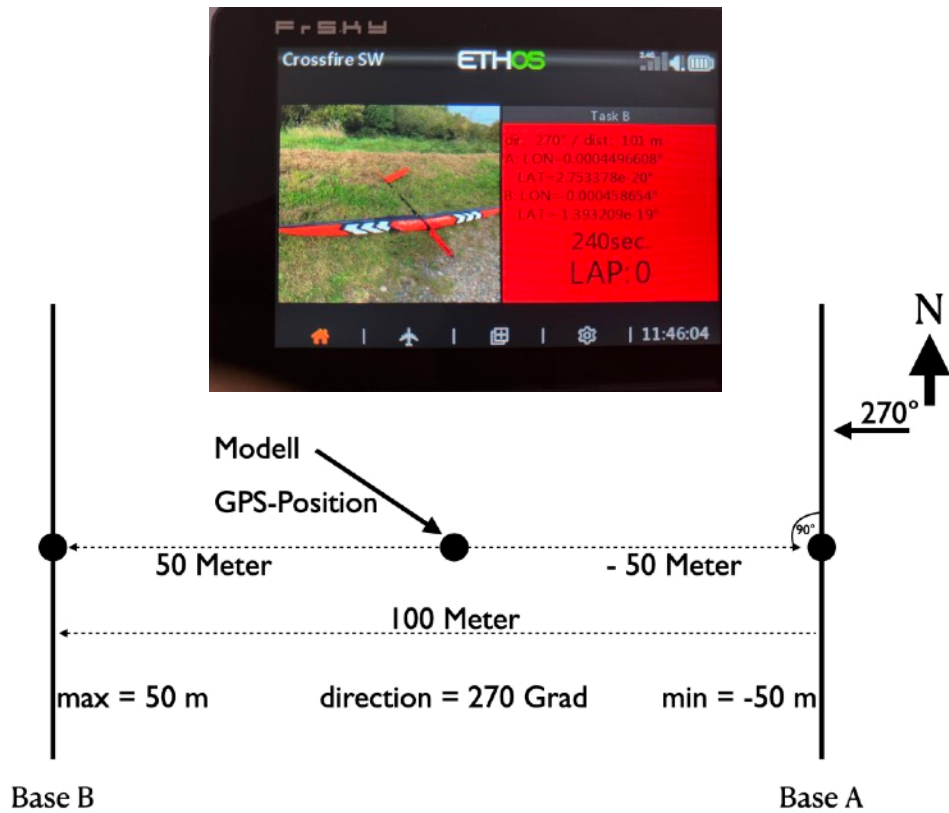 FrSKY
Crossfire SW
ETHOS
2.4G
Task B
dir: 270° / dist: 101 m
A: LON=0.0004496608°
LAT=2.753378e-20°
B: LON=-0.000458654°
LAT=1.393209e-19°
240sec.
LAP:0
11:46:04
N
270°
Modell
GPS-Position
90°
50 Meter
- 50 Meter
100 Meter
max = 50 m
direction = 270 Grad
min = -50 m
Base B
Base A